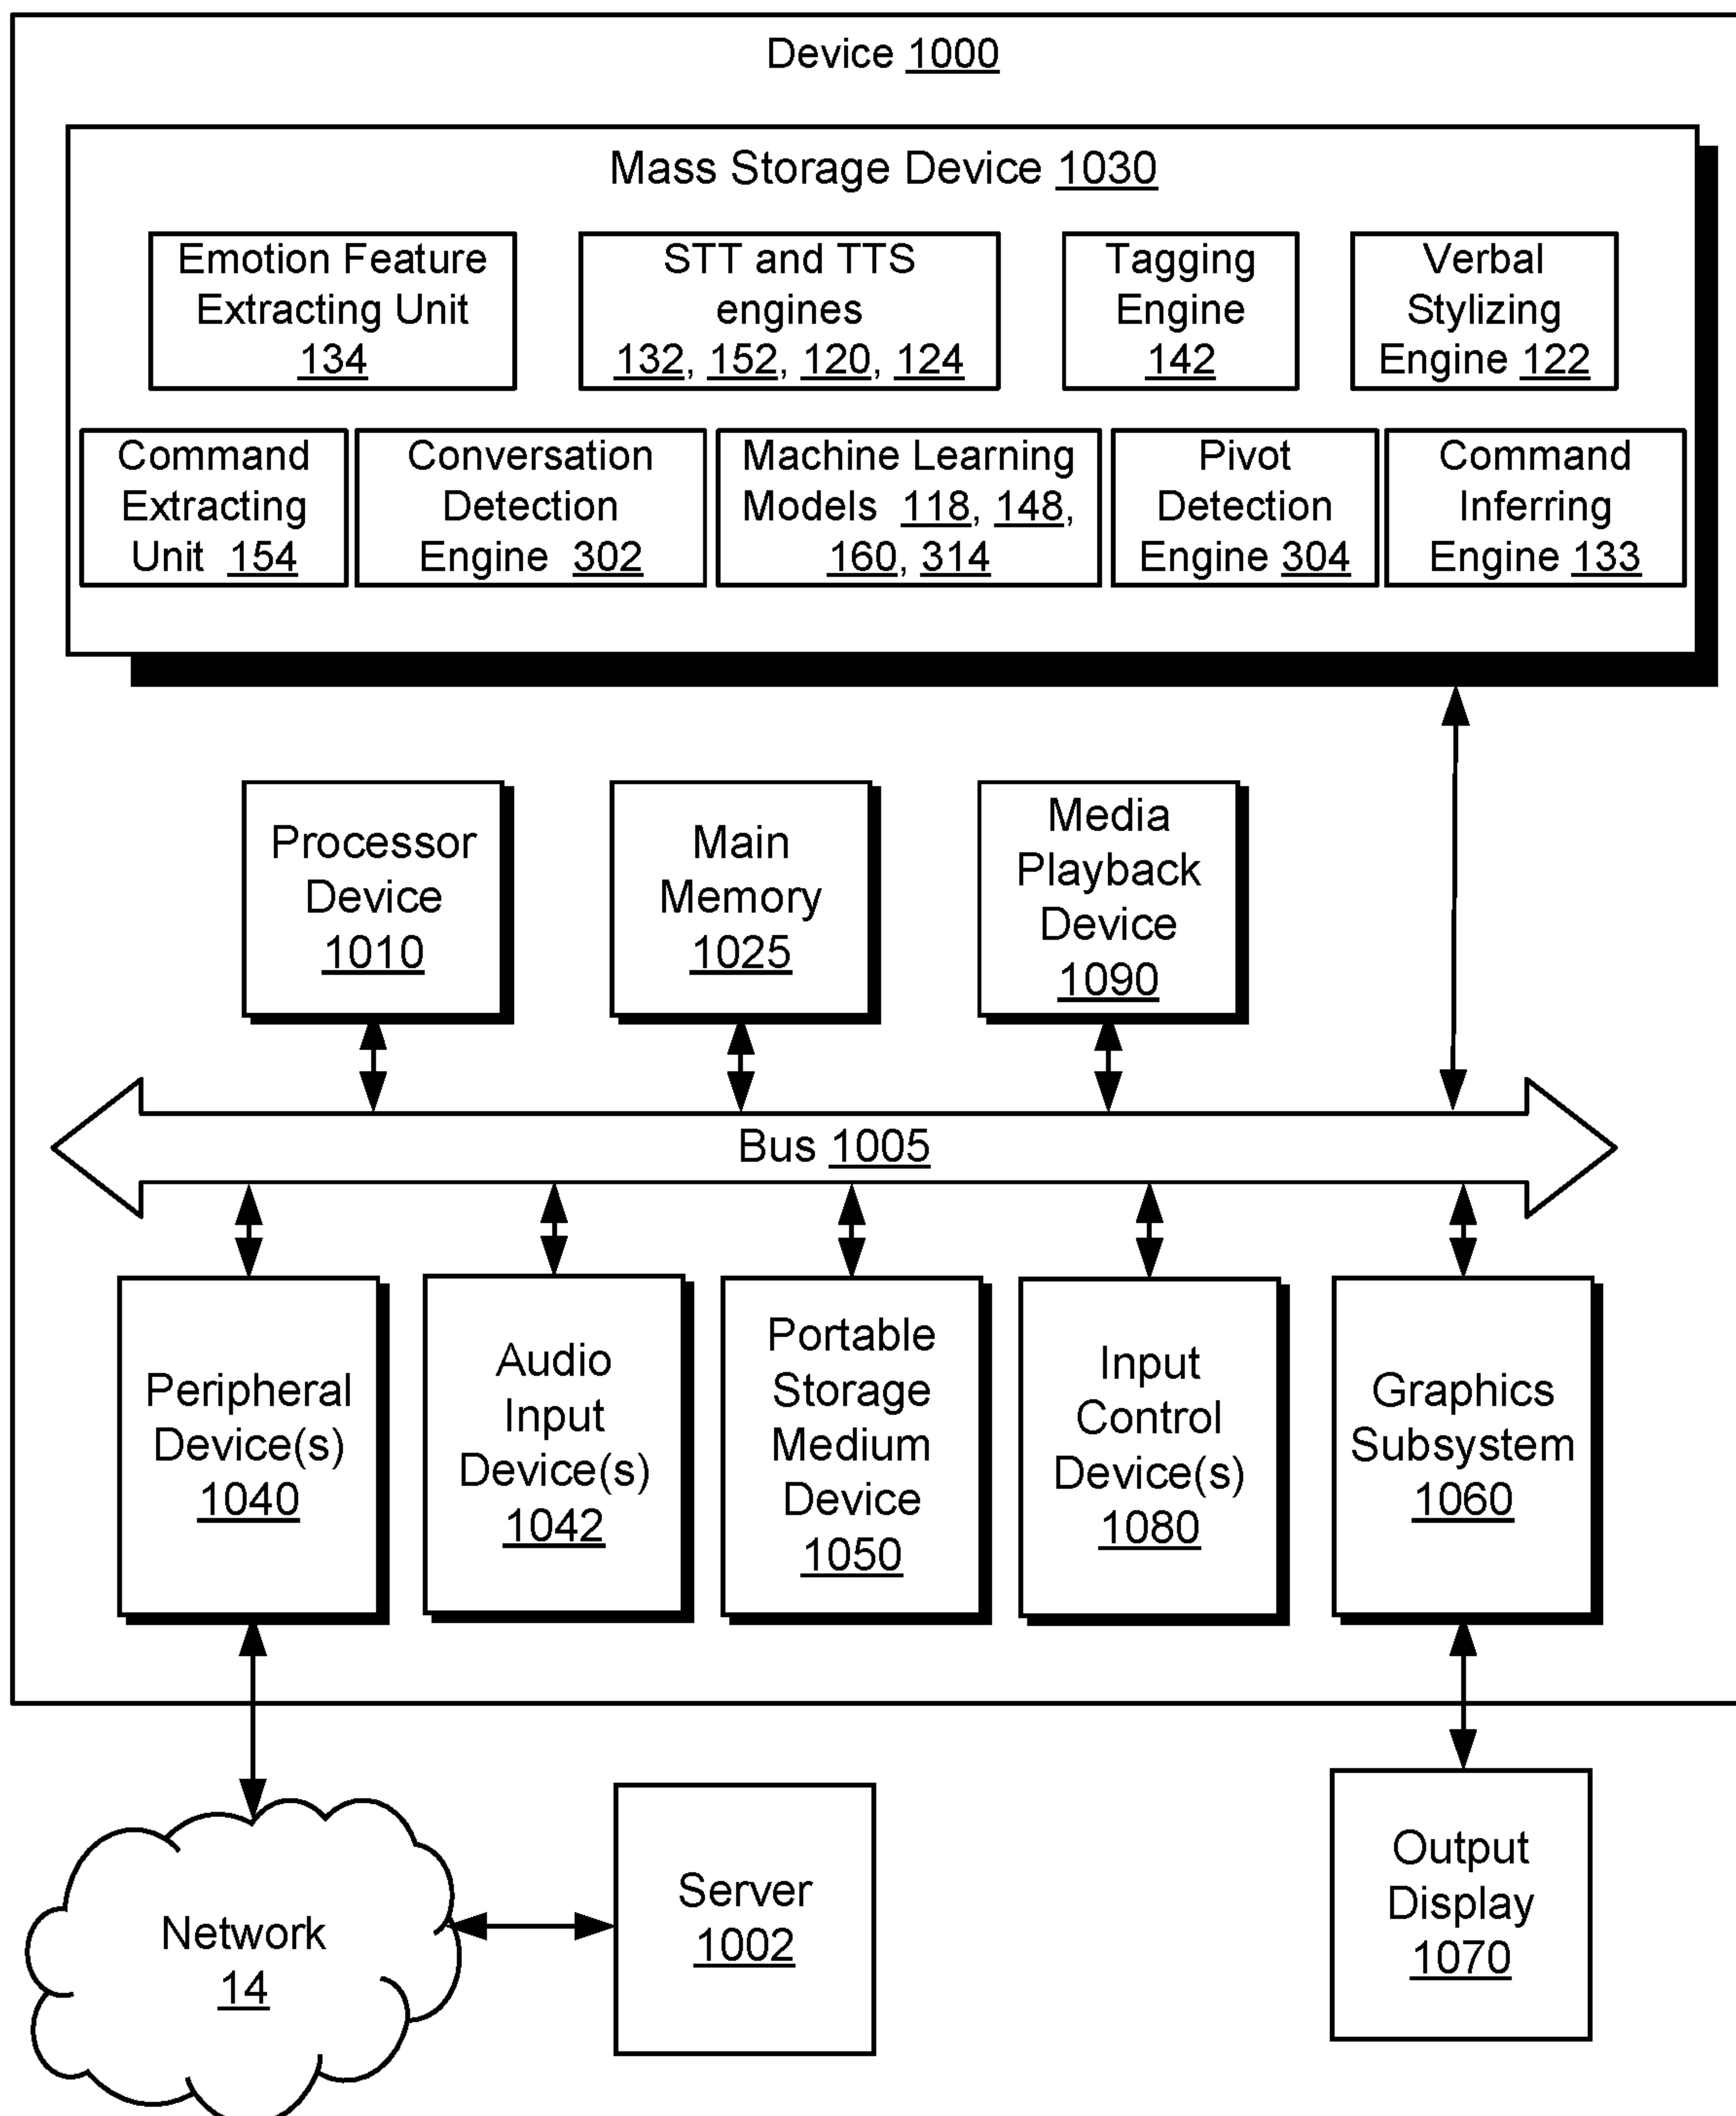 Device 1000
Mass Storage Device 1030
Emotion Feature
Extracting Unit
134
STT and TTS
engines
132, 152, 120, 124
Tagging
Engine
142
Verbal
Stylizing
Engine 122
Command
Extracting
Unit 154
Conversation
Detection
Engine 302
Machine Learning
Models 118, 148,
160, 314
Pivot
Detection
Engine 304
Command
Inferring
Engine 133
Processor
Device
1010
Main
Memory
1025
Media
Playback
Device
1090
Bus 1005
Peripheral
Device(s)
1040
Audio
Input
Device(s)
1042
Portable
Storage
Medium
Device
1050
Input
Control
Device(s)
1080
Graphics
Subsystem
1060
Network
14
Server
1002
Output
Display
1070